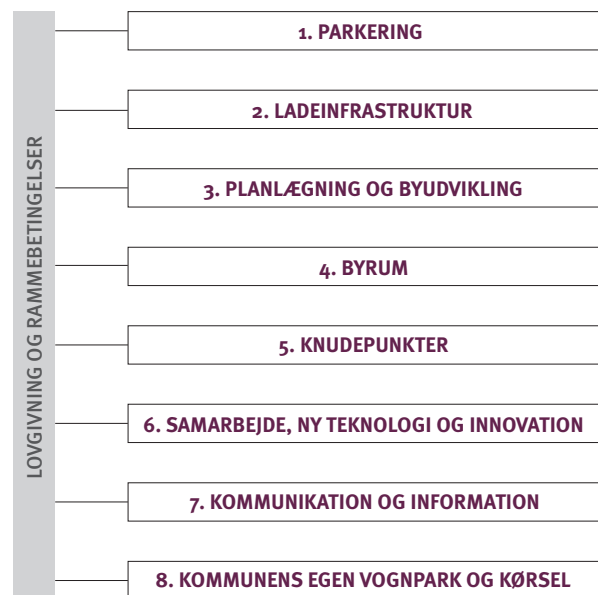 LOVGIVNING OG RAMMEBETINGELSER
1. PARKERING
2. LADEINFRASTRUKTUR
3. PLANLÆGNING OG BYUDVIKLING
4. BYRUM
5. KNUDEPUNKTER
6. SAMARBEJDE, NY TEKNOLOGI OG INNOVATION
7. KOMMUNIKATION OG INFORMATION
8. KOMMUNENS EGEN VOGNPARK OG KØRSEL